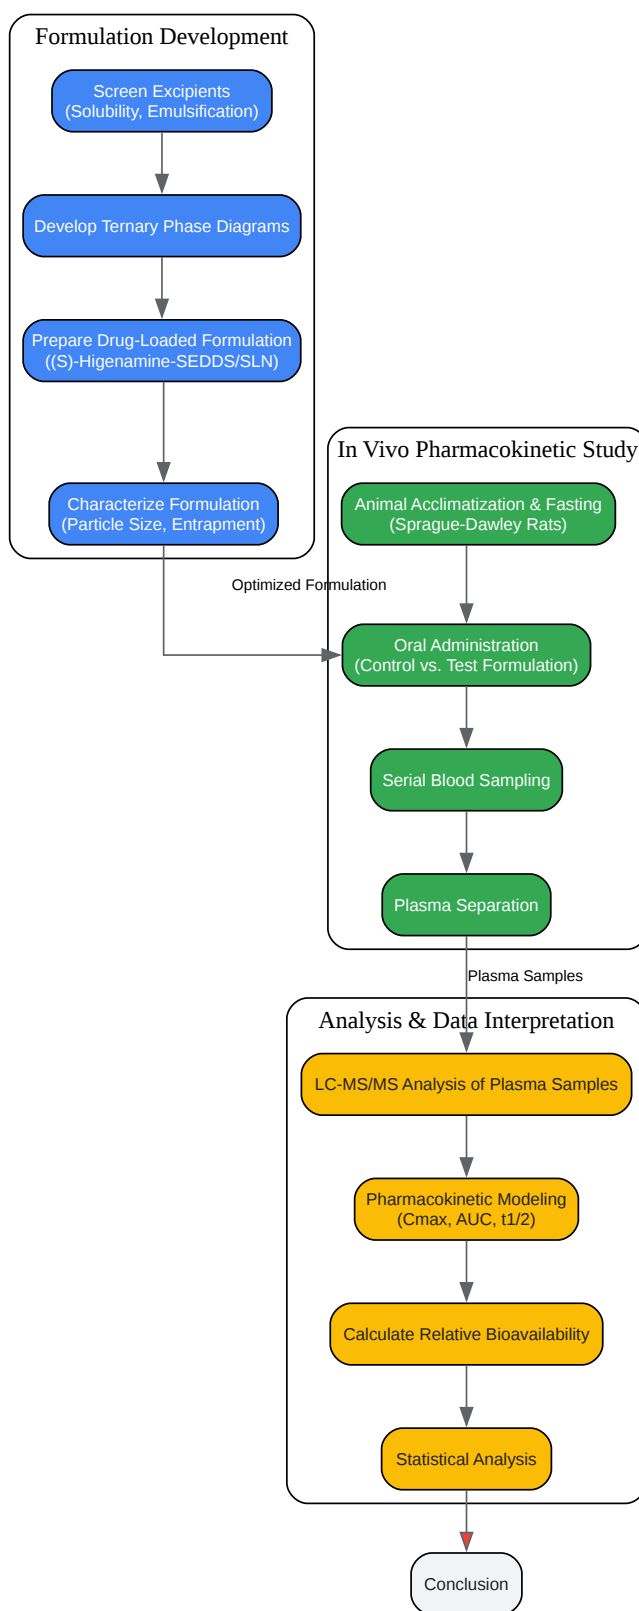 Formulation Development
Screen Excipients
(Solubility, Emulsification)
Develop Ternary Phase Diagrams
Prepare Drug-Loaded Formulation
((S)-Higenamine-SEDDS/SLN)
Characterize Formulation
(Particle Size, Entrapment)
Optimized Formulation
In Vivo Pharmacokinetic Study
Animal Acclimatization & Fasting
(Sprague-Dawley Rats)
Oral Administration
(Control vs. Test Formulation)
Serial Blood Sampling
Plasma Separation
Plasma Samples
Analysis & Data Interpretation
LC-MS/MS Analysis of Plasma Samples
Pharmacokinetic Modeling
(Cmax, AUC, t1/2)
Calculate Relative Bioavailability
Statistical Analysis
Conclusion